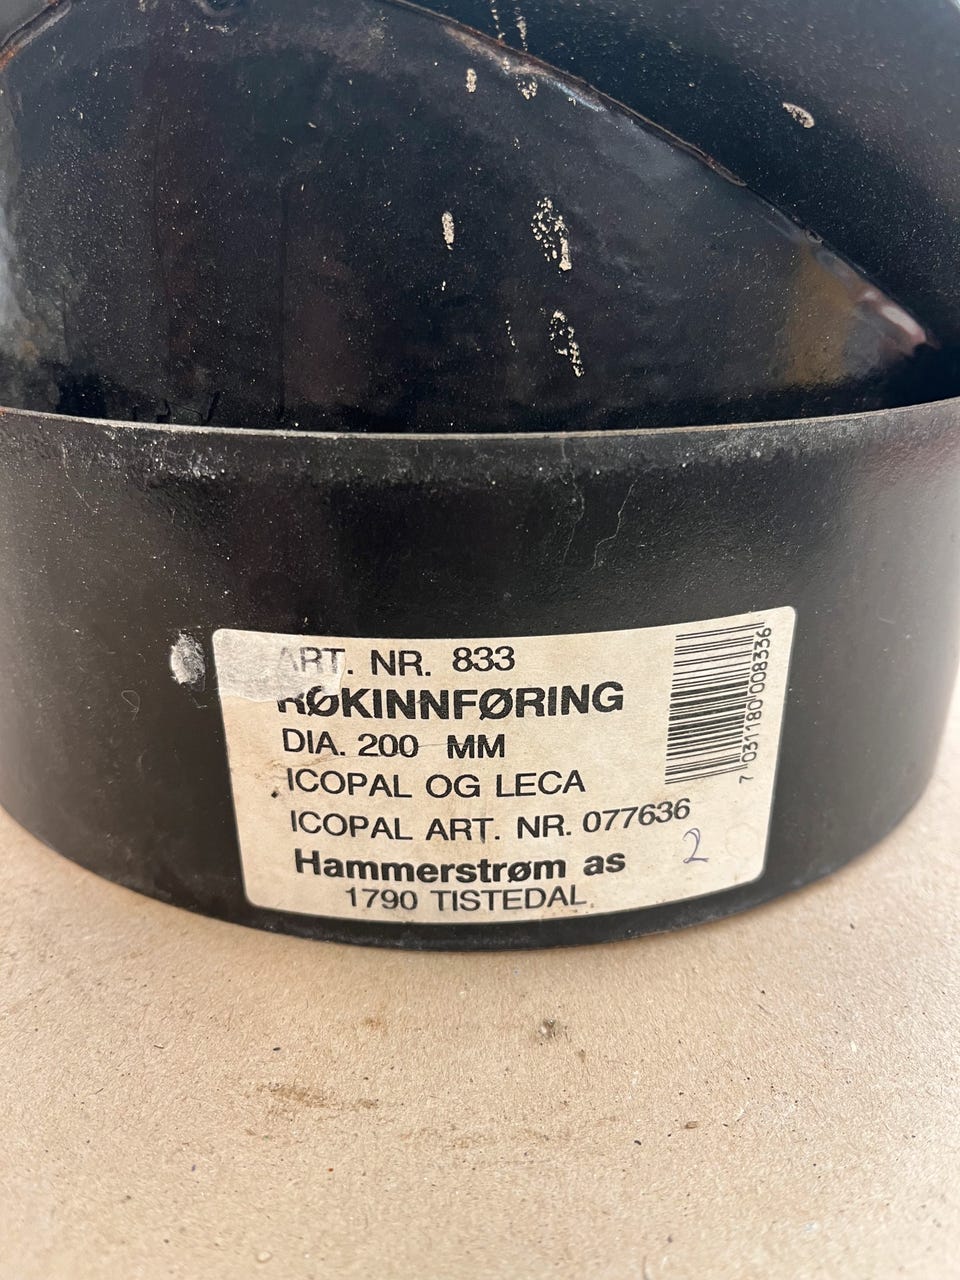 ART. NR. 833
RØKINNFØRING
DIA. 200 MM
ICOPAL OG LECA
ICOPAL ART. NR. 077636
Hammerstrøm as
1790 TISTEDAL
2
7 031180 008336